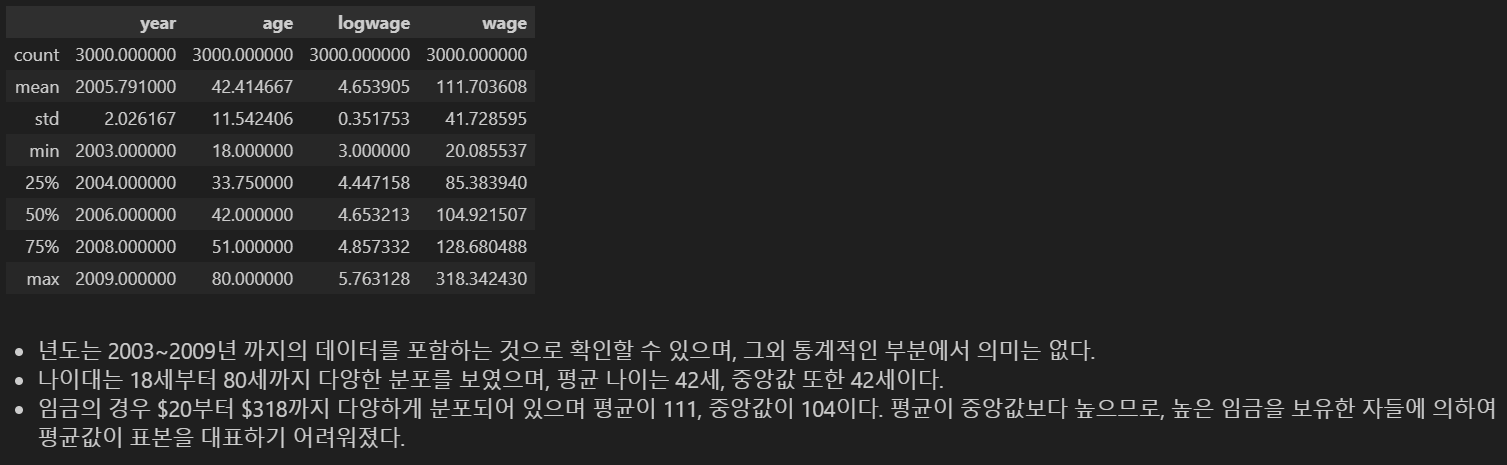 year age logwage wage
count 3000.000000 3000.000000 3000.000000 3000.000000
mean 2005.791000 42.414667 4.653905 111.703608
std 2.026167 11.542406 0.351753 41.728595
min 2003.000000 18.000000 3.000000 20.085537
25% 2004.000000 33.750000 4.447158 85.383940
50% 2006.000000 42.000000 4.653213 104.921507
75% 2008.000000 51.000000 4.857332 128.680488
max 2009.000000 80.000000 5.763128 318.342430
• 년도는 2003~2009년 까지의 데이터를 포함하는 것으로 확인할 수 있으며, 그외 통계적인 부분에서 의미는 없다.
• 나이대는 18세부터 80세까지 다양한 분포를 보였으며, 평균 나이는 42세, 중앙값 또한 42세이다.
• 임금의 경우 $20부터 $318까지 다양하게 분포되어 있으며 평균이 111, 중앙값이 104이다. 평균이 중앙값보다 높으므로, 높은 임금을 보유한 자들에 의하여
평균값이 표본을 대표하기 어려워졌다.